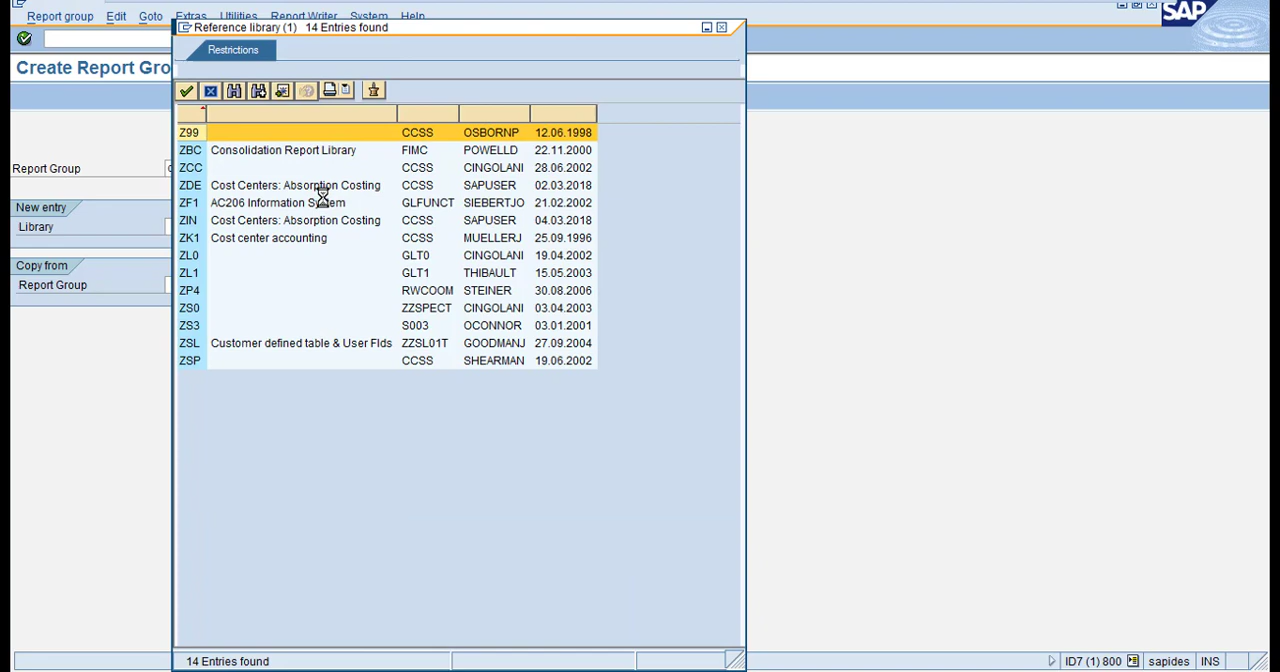 Report group Edit Goto Extras Utilities Report Writer System Help
SAP
Reference library (1) 14 Entries found
Restrictions
Create Report Gro
Z99 CCSS OSBORNP 12.06.1998
ZBC Consolidation Report Library FIMC POWELLD 22.11.2000
ZCC CCSS CINGOLANI 28.06.2002
ZDE Cost Centers: Absorption Costing CCSS SAPUSER 02.03.2018
ZF1 AC206 Information System GLFUNCT SIEBERTJO 21.02.2002
ZIN Cost Centers: Absorption Costing CCSS SAPUSER 04.03.2018
ZK1 Cost center accounting CCSS MUELLERJ 25.09.1996
ZL0 GLT0 CINGOLANI 19.04.2002
ZL1 GLT1 THIBAULT 15.05.2003
ZP4 RWCOOM STEINER 30.08.2006
ZS0 ZZSPECT CINGOLANI 03.04.2003
ZS3 S003 OCONNOR 03.01.2001
ZSL Customer defined table & User Flds ZZSL01T GOODMANJ 27.09.2004
ZSP CCSS SHEARMAN 19.06.2002
Report Group
New entry
Library
Copy from
Report Group
14 Entries found
ID7 (1) 800 sapides INS